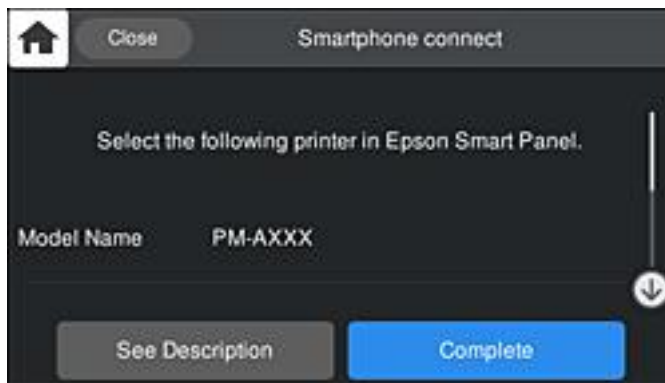 Close
Smartphone connect
Select the following printer in Epson Smart Panel.
Model Name PM-AXXX
See Description
Complete